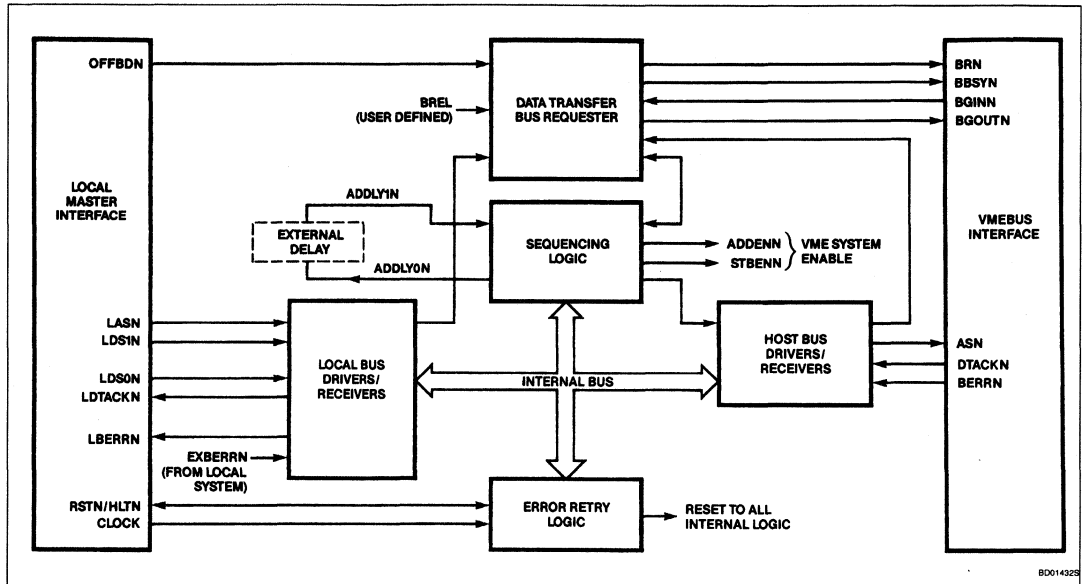 OFFBDN
LOCAL
MASTER
INTERFACE
LASN
LDS1N
LDS0N
LDTACKN
LBERRN
RSTN/HLTN
CLOCK
BREL
(USER DEFINED)
DATA TRANSFER
BUS REQUESTER
ADDLY1N
EXTERNAL
DELAY
ADDLY0N
SEQUENCING
LOGIC
ADDENN
STBENN
VME SYSTEM
ENABLE
LOCAL BUS
DRIVERS/
RECEIVERS
INTERNAL BUS
HOST BUS
DRIVERS/
RECEIVERS
EXBERRN
(FROM LOCAL
SYSTEM)
ERROR RETRY
LOGIC
RESET TO ALL
INTERNAL LOGIC
BRN
BBSYN
BGINN
BGOUTN
VMEBUS
INTERFACE
ASN
DTACKN
BERRN
BD01432S